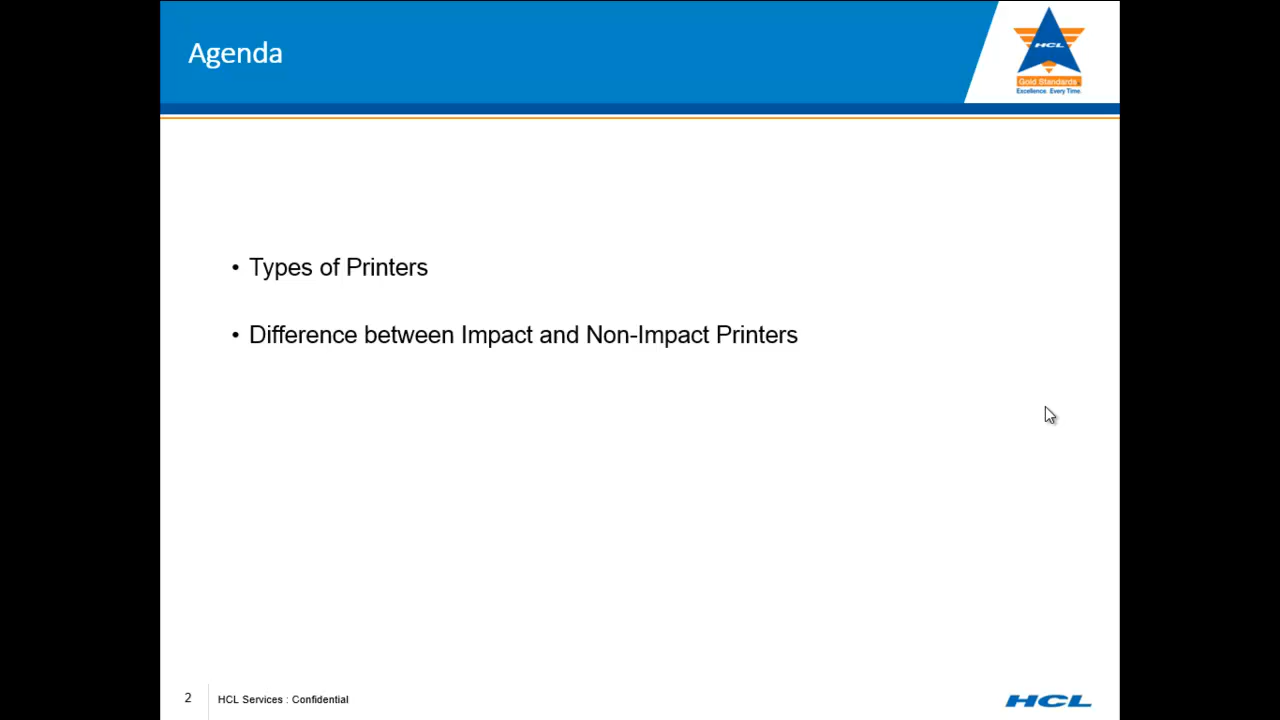 Agenda
HCL
Gold Standards
Excellence. Every Time.
• Types of Printers
• Difference between Impact and Non-Impact Printers
2
HCL Services : Confidential
HCL